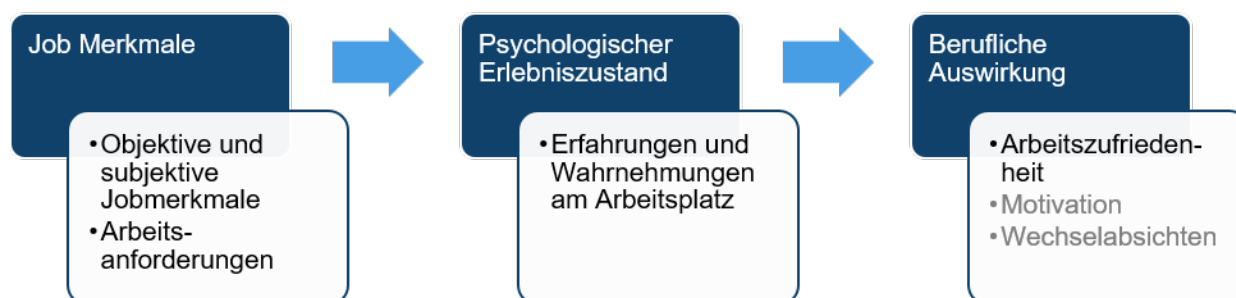 Job Merkmale
• Objektive und
subjektive
Jobmerkmale
• Arbeits-
anforderungen
Psychologischer
Erlebniszustand
• Erfahrungen und
Wahrnehmungen
am Arbeitsplatz
Berufliche
Auswirkung
• Arbeitszufrieden-
heit
• Motivation
• Wechselabsichten